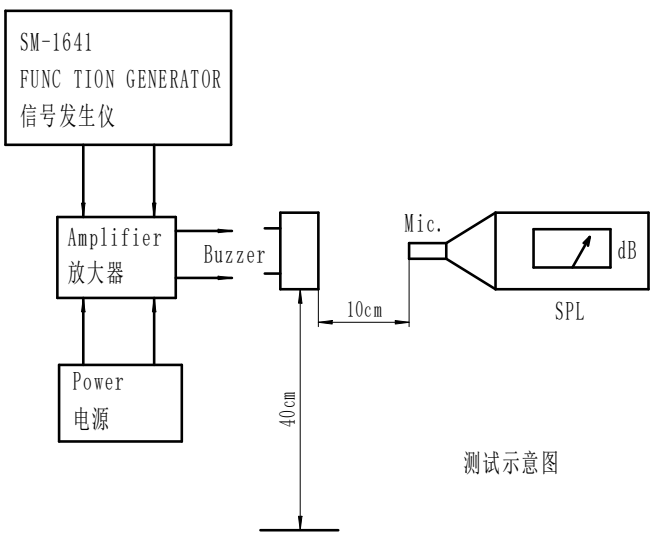 SM-1641
FUNC TION GENERATOR
信号发生仪
Amplifier
放大器
Buzzer
Mic.
dB
SPL
10cm
40cm
Power
电源
测试示意图